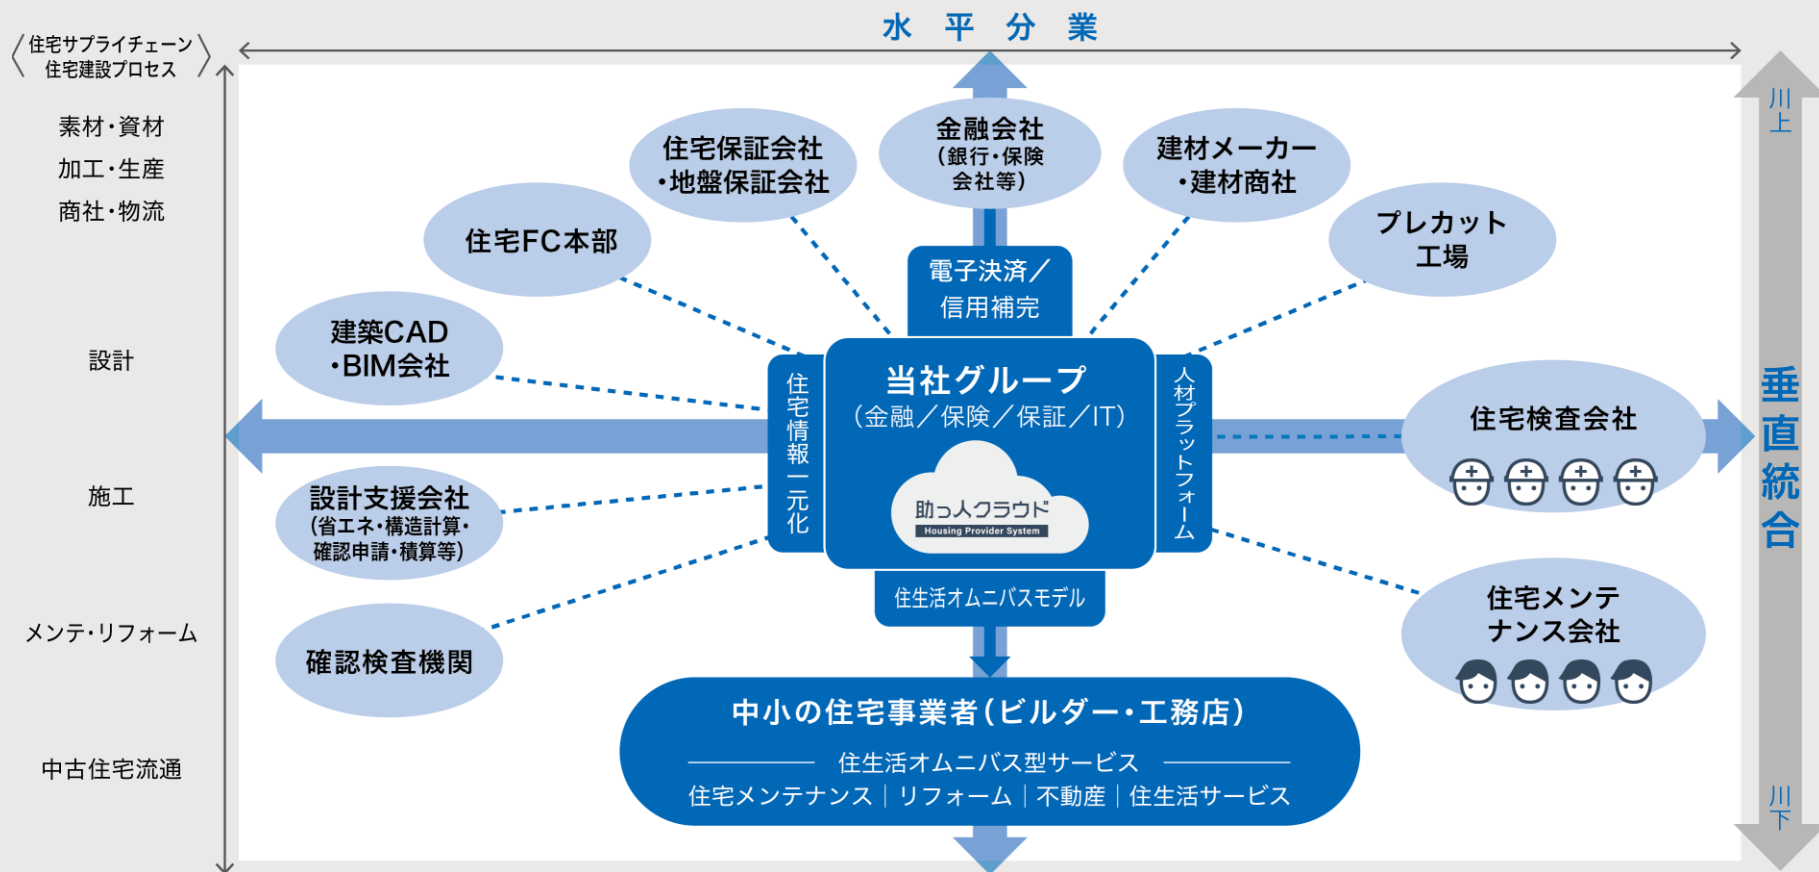 水平分業
住宅サプライチェーン
住宅建設プロセス
素材・資材
加工・生産
商社・物流
設計
施工
メンテ・リフォーム
中古住宅流通
川上
垂直統合
川下
金融会社
(銀行・保険
会社等)
住宅保証会社
・地盤保証会社
建材メーカー
・建材商社
住宅FC本部
プレカット
工場
建築CAD
・BIM会社
電子決済／
信用補完
住宅情報一元化
当社グループ
（金融／保険／保証／IT）
助っ人クラウド
Housing Provider System
人材プラットフォーム
住宅検査会社
設計支援会社
(省エネ・構造計算・
確認申請・積算等)
住生活オムニバスモデル
住宅メンテ
ナンス会社
確認検査機関
中小の住宅事業者（ビルダー・工務店）
住生活オムニバス型サービス
住宅メンテナンス｜リフォーム｜不動産｜住生活サービス